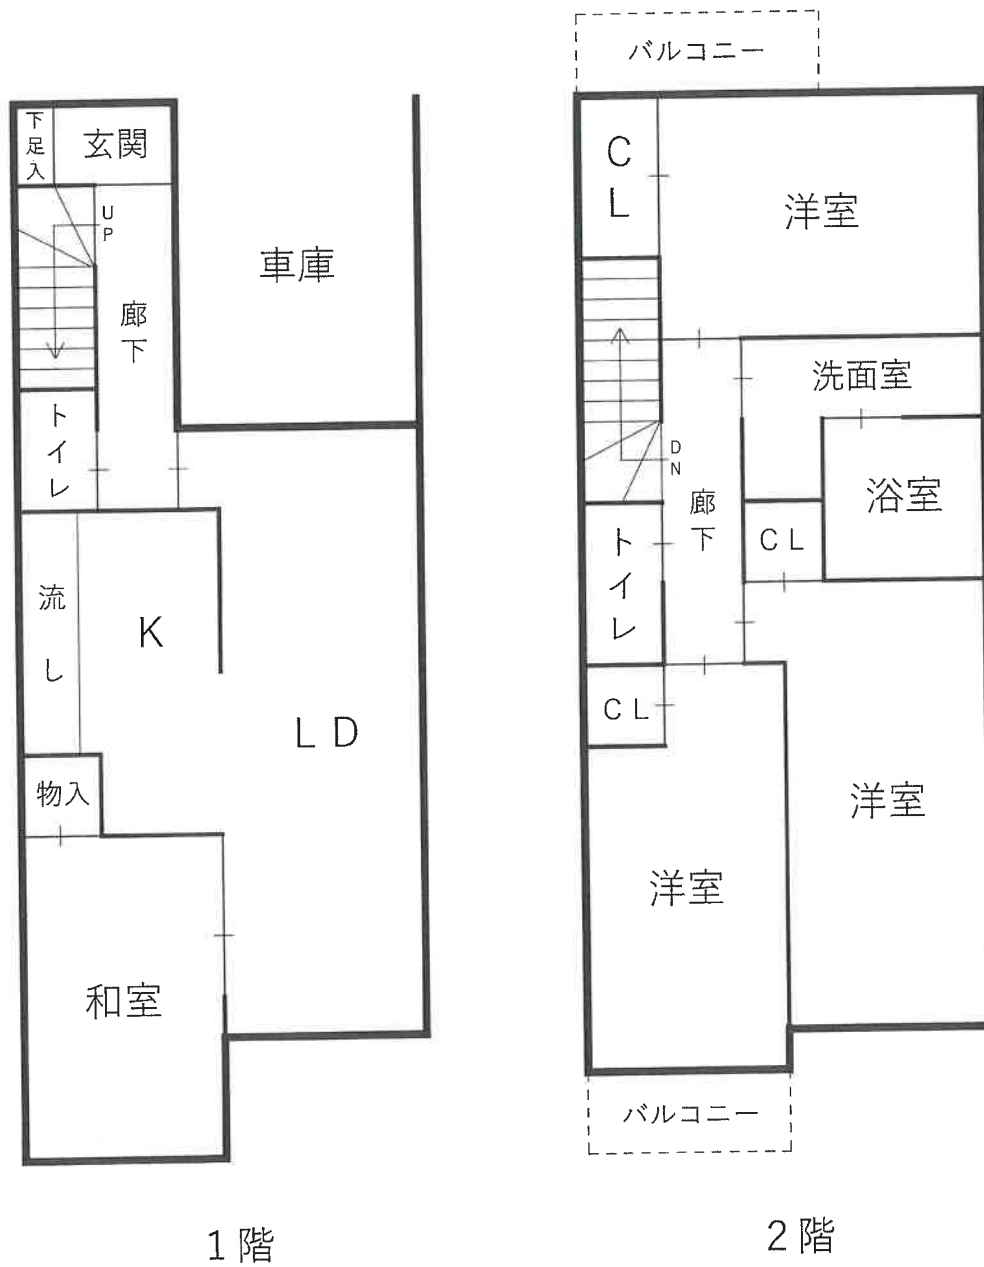 下足入
玄関
UP
車庫
廊下
トイレ
流し
K
LD
物入
和室
1階
バルコニー
CL
洋室
洗面室
DN
廊下
浴室
トイレ
CL
CL
洋室
洋室
バルコニー
2階